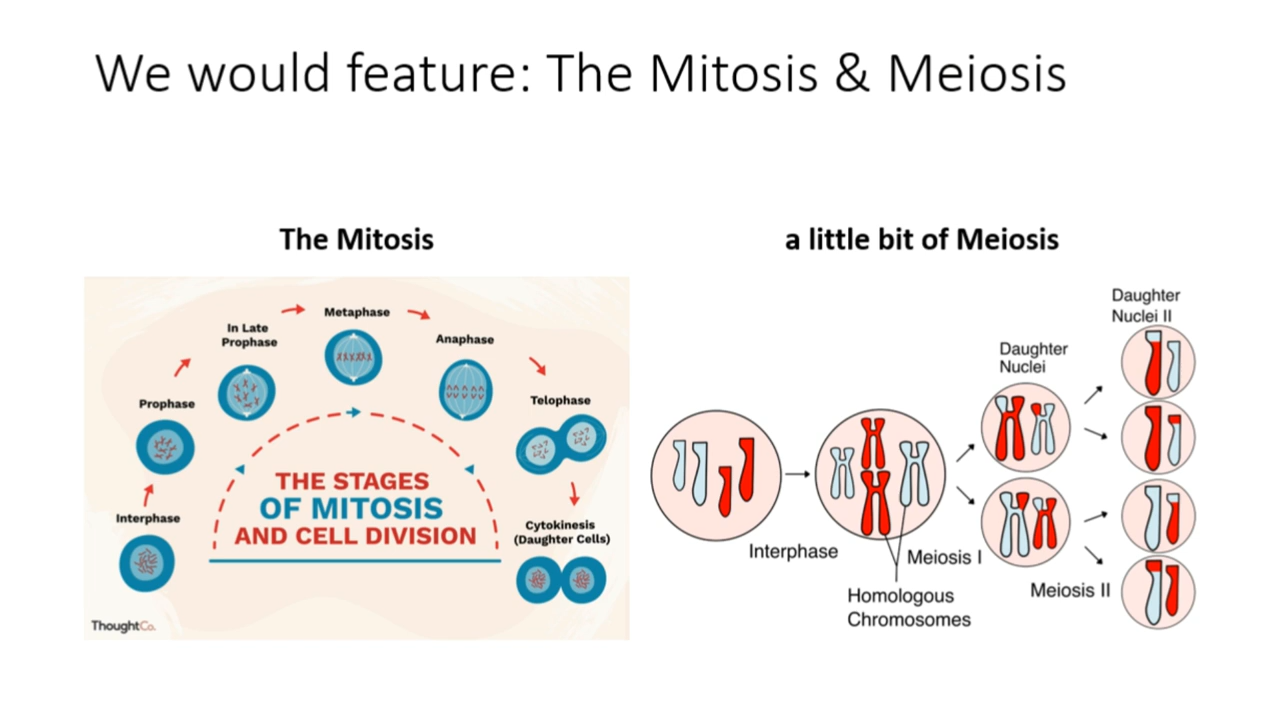 We would feature: The Mitosis & Meiosis
The Mitosis
Interphase
Prophase
In Late
Prophase
Metaphase
Anaphase
Telophase
Cytokinesis
(Daughter Cells)
THE STAGES
OF MITOSIS
AND CELL DIVISION
ThoughtCo.
a little bit of Meiosis
Interphase
Homologous
Chromosomes
Meiosis I
Daughter
Nuclei
Meiosis II
Daughter
Nuclei II